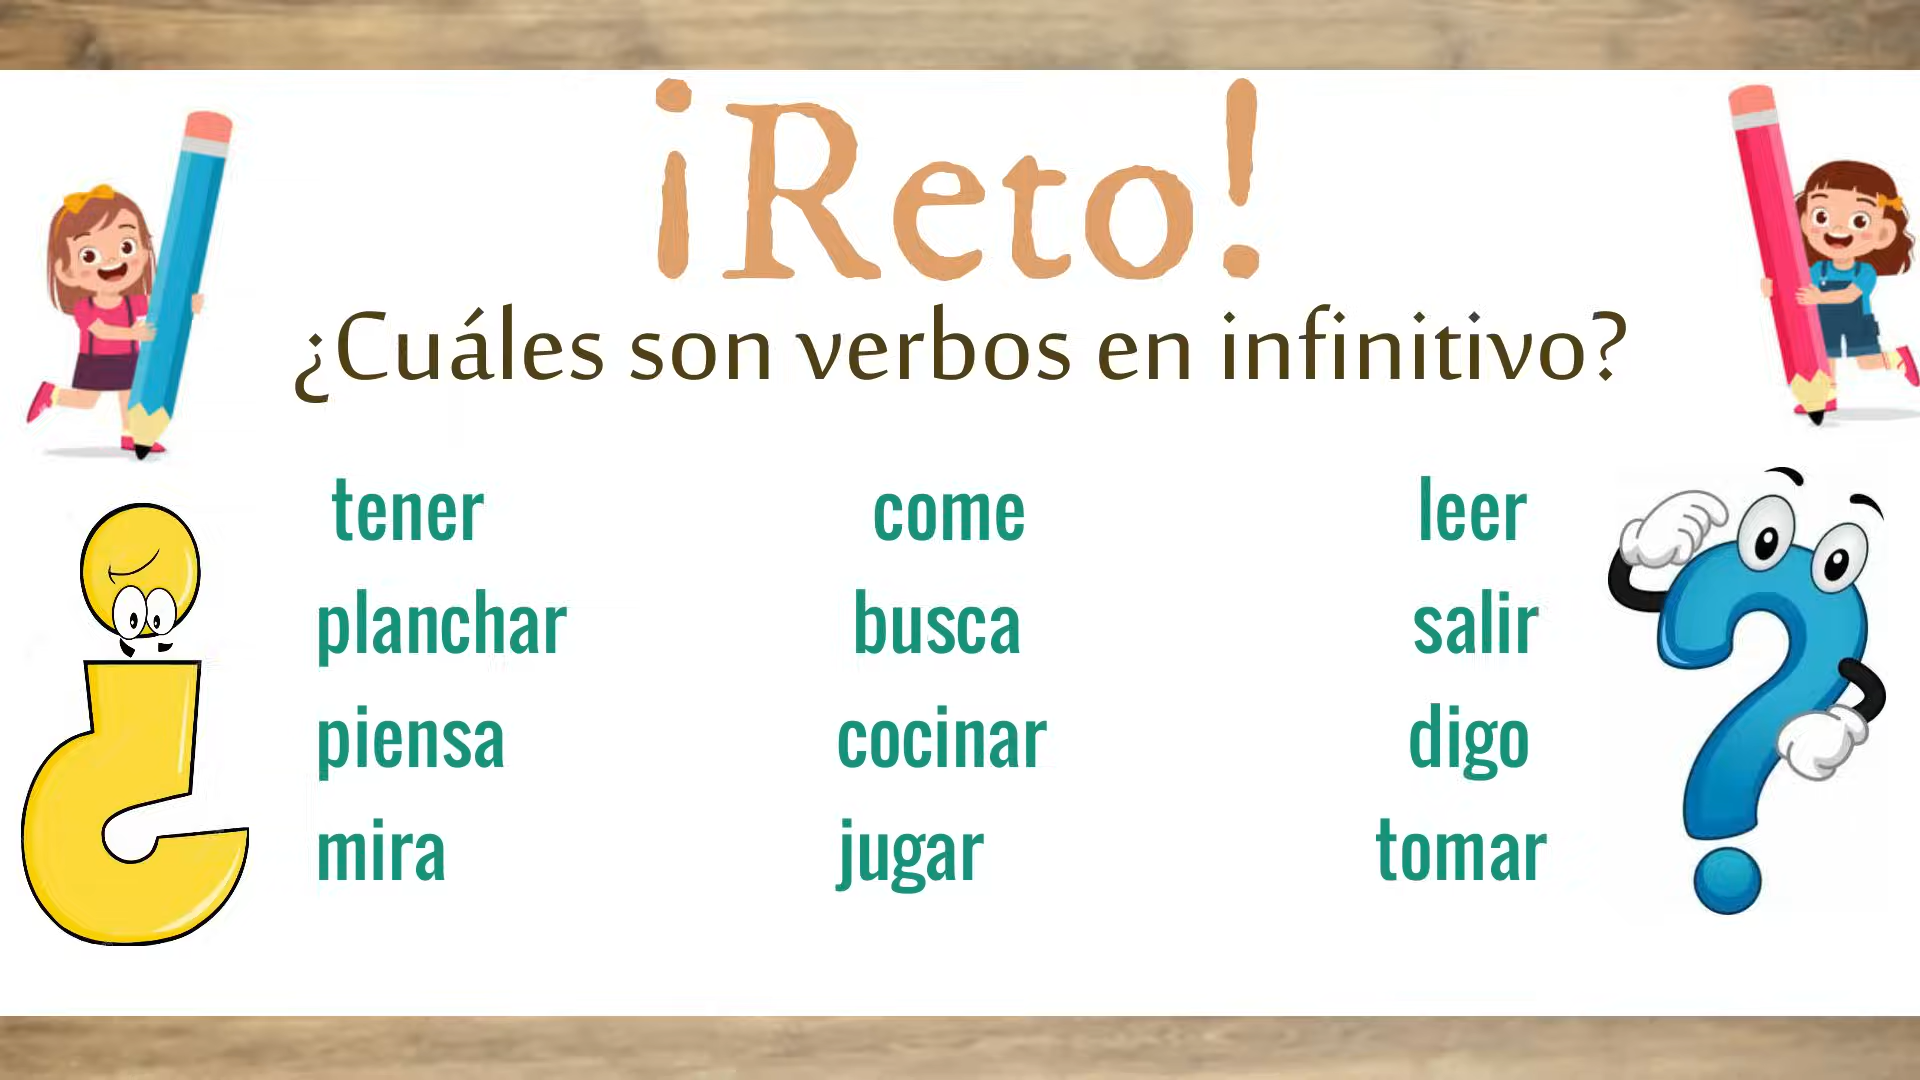 ¡Reto!
¿Cuáles son verbos en infinitivo?
tener come leer
planchar busca salir
piensa cocinar digo
mira jugar tomar